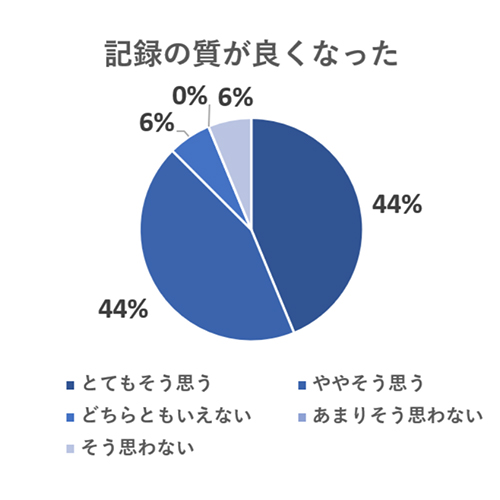 記録の質が良くなった
0% 6%
6%
44%
44%
とてもそう思う ややそう思う
どちらともいえない あまりそう思わない
そう思わない